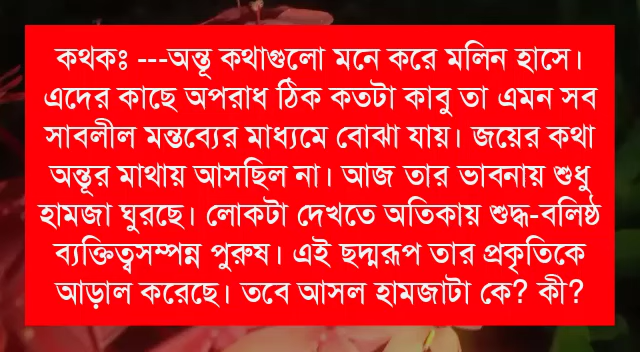 কথকঃ ---অন্তূ কথাগুলো মনে করে মলিন হাসে।
এদের কাছে অপরাধ ঠিক কতটা কাবু তা এমন সব
সাবলীল মন্তব্যের মাধ্যমে বোঝা যায়। জয়ের কথা
অন্তূর মাথায় আসছিল না। আজ তার ভাবনায় শুধু
হামজা ঘুরছে। লোকটা দেখতে অতিকায় শুদ্ধ-বলিষ্ঠ
ব্যক্তিত্বসম্পন্ন পুরুষ। এই ছদ্মরূপ তার প্রকৃতিকে
আড়াল করেছে। তবে আসল হামজাটা কে? কী?